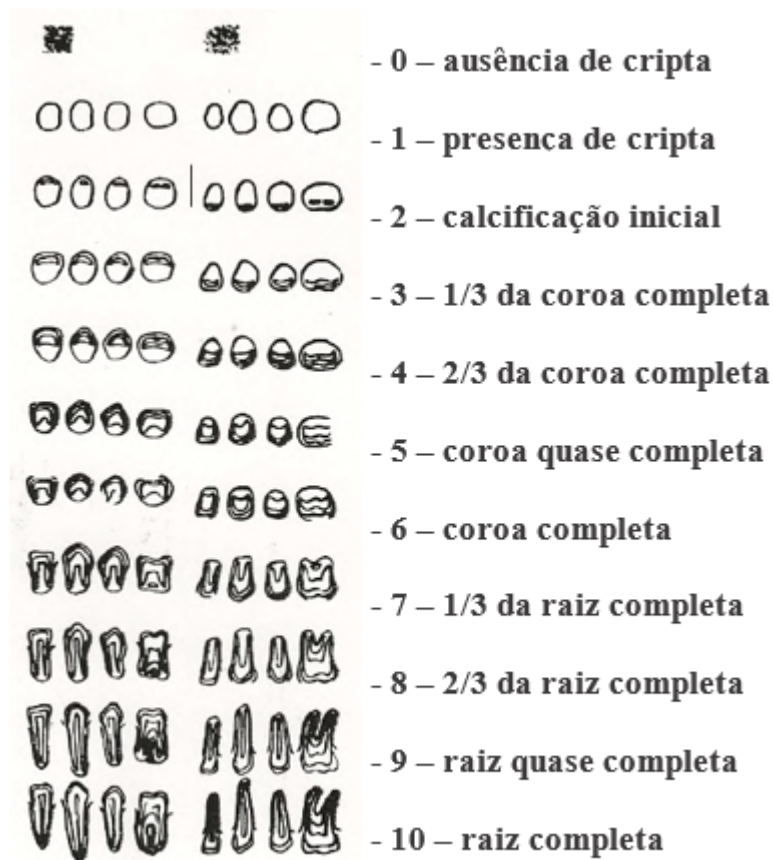 - 0 – ausência de cripta
- 1 – presenca de cripta
- 2 – calcificação inicial
- 3 – 1/3 da coroa completa
- 4 – 2/3 da coroa completa
- 5 – coroa quase completa
- 6 – coroa completa
- 7 – 1/3 da raiz completa
- 8 – 2/3 da raiz completa
- 9 – raiz quase completa
- 10 – raiz completa